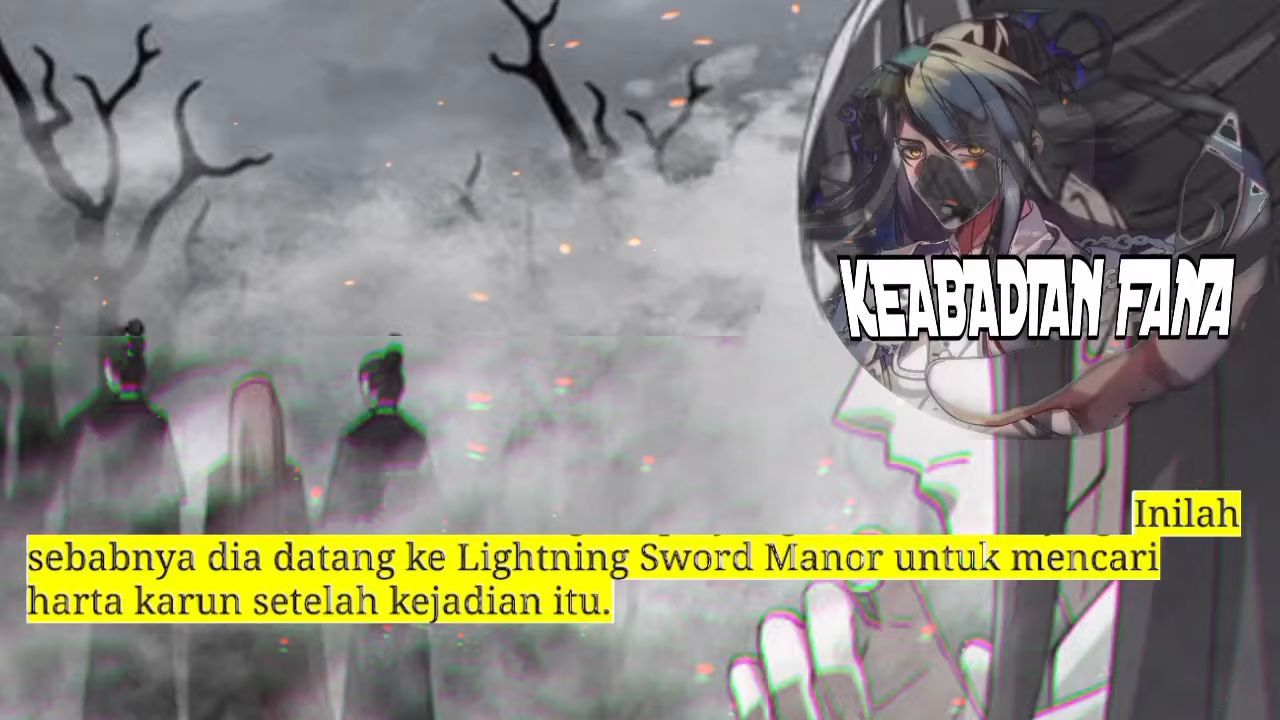 KEABADIAN FANA
Inilah
sebabnya dia datang ke Lightning Sword Manor untuk mencari
harta karun setelah kejadian itu.